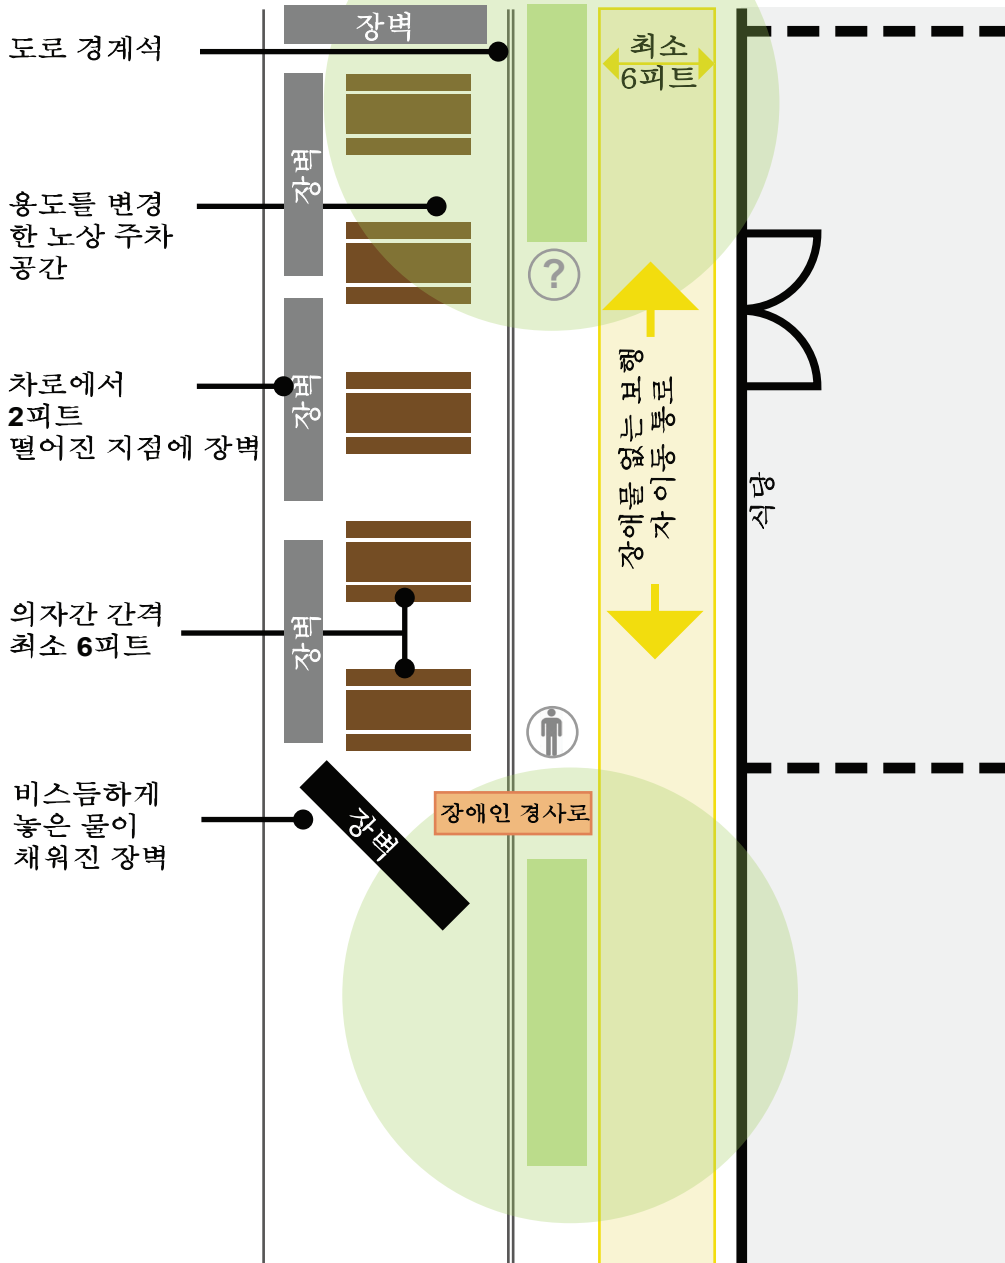 장벽
도로 경계석
최소
6피트
장벽
용도를 변경
한 노상 주차
공간
?
차로에서
2피트
떨어진 지점에 장벽
장벽
장애물 없는 보행
자 이동 통로
식당
의자간 간격
최소 6피트
장벽
비스듬하게
놓은 물이
채워진 장벽
장벽
장애인 경사로